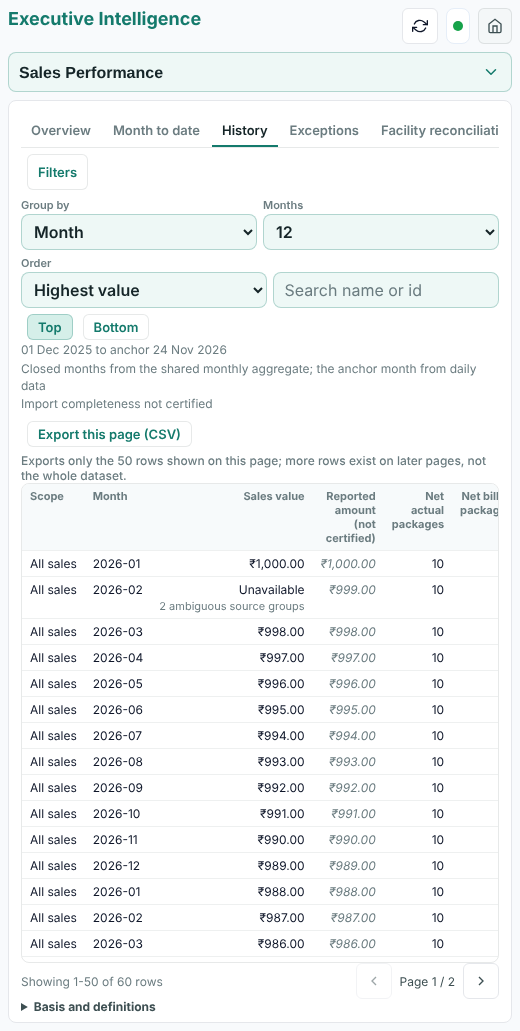 Executive Intelligence
Sales Performance
Overview Month to date History Exceptions Facility reconciliati
Filters
Group by Months
Month 12
Order
Highest value Search name or id
Top Bottom
01 Dec 2025 to anchor 24 Nov 2026
Closed months from the shared monthly aggregate; the anchor month from daily
data
Import completeness not certified
Export this page (CSV)
Exports only the 50 rows shown on this page; more rows exist on later pages, not
the whole dataset.
Scope Month Sales value Reported Net Net bill
amount actual packag
(not packages
certified)
All sales 2026-01 ₹1,000.00 ₹1,000.00 10
All sales 2026-02 Unavailable ₹999.00 10
2 ambiguous source groups
All sales 2026-03 ₹998.00 ₹998.00 10
All sales 2026-04 ₹997.00 ₹997.00 10
All sales 2026-05 ₹996.00 ₹996.00 10
All sales 2026-06 ₹995.00 ₹995.00 10
All sales 2026-07 ₹994.00 ₹994.00 10
All sales 2026-08 ₹993.00 ₹993.00 10
All sales 2026-09 ₹992.00 ₹992.00 10
All sales 2026-10 ₹991.00 ₹991.00 10
All sales 2026-11 ₹990.00 ₹990.00 10
All sales 2026-12 ₹989.00 ₹989.00 10
All sales 2026-01 ₹988.00 ₹988.00 10
All sales 2026-02 ₹987.00 ₹987.00 10
All sales 2026-03 ₹986.00 ₹986.00 10
Showing 1-50 of 60 rows Page 1 / 2
Basis and definitions